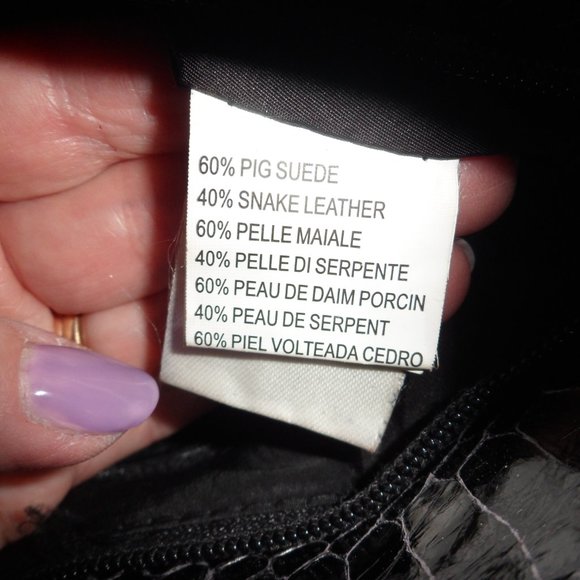 60% PIG SUEDE
40% SNAKE LEATHER
60% PELLE MAIALE
40% PELLE DI SERPENTE
60% PEAU DE DAIM PORCIN
40% PEAU DE SERPENT
60% PIEL VOLTEADA CEDRO